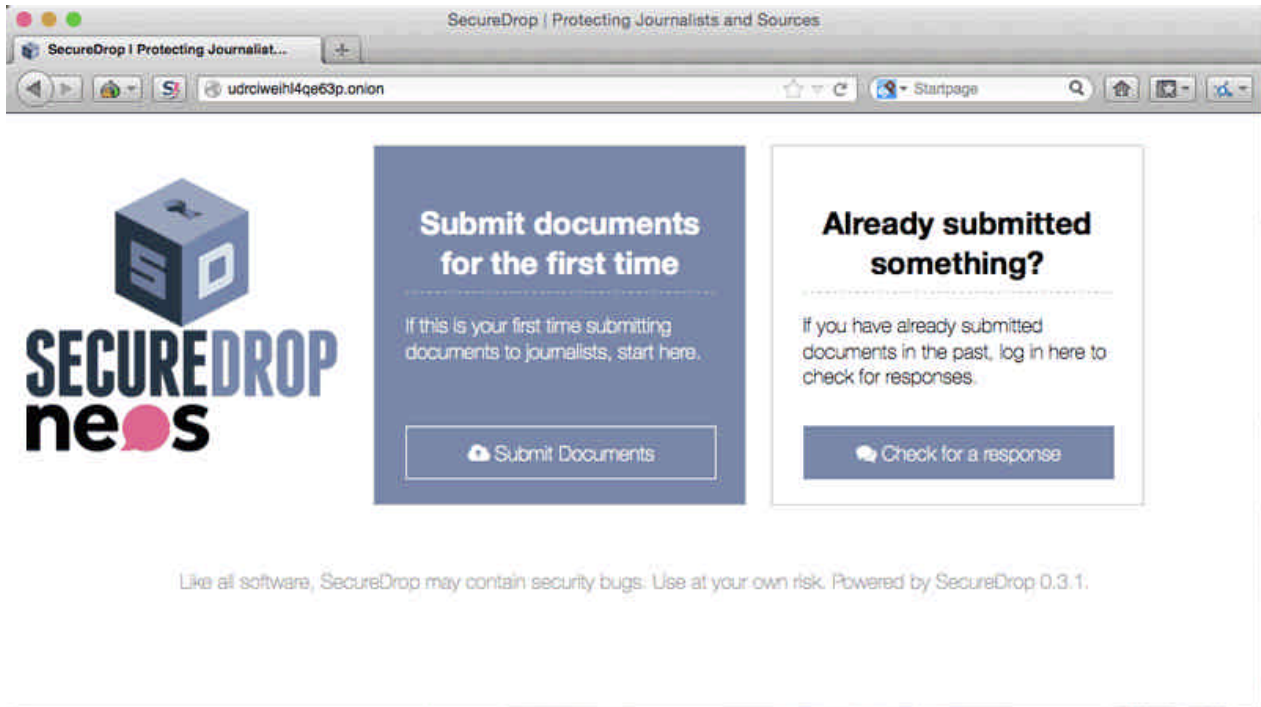 SecureDrop | Protecting Journalists and Sources
SecureDrop | Protecting Journalist...
udrciweihl4qe63p.onion
Startpage
SD
SECUREDROP
neos
Submit documents
for the first time
If this is your first time submitting
documents to journalists, start here.
Submit Documents
Already submitted
something?
If you have already submitted
documents in the past, log in here to
check for responses.
Check for a response
Like all software, SecureDrop may contain security bugs. Use at your own risk. Powered by SecureDrop 0.3.1.